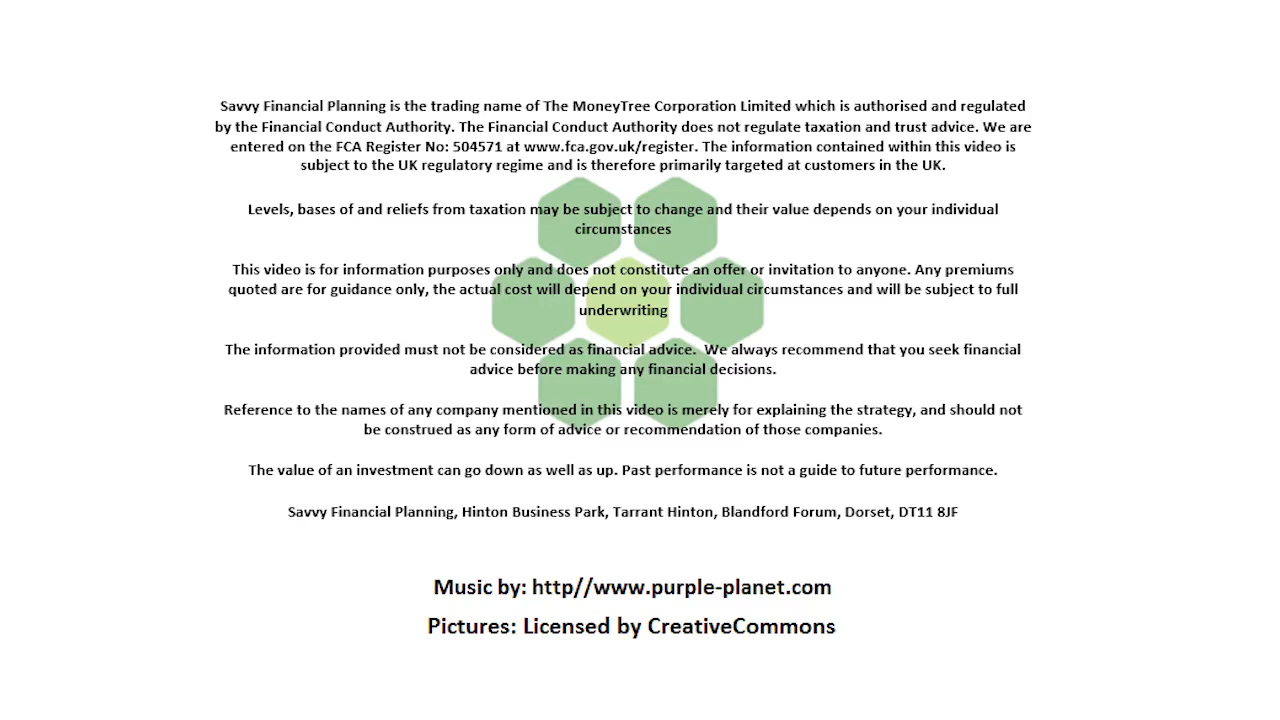 Savvy Financial Planning is the trading name of The MoneyTree Corporation Limited which is authorised and regulated
by the Financial Conduct Authority. The Financial Conduct Authority does not regulate taxation and trust advice. We are
entered on the FCA Register No: 504571 at www.fca.gov.uk/register. The information contained within this video is
subject to the UK regulatory regime and is therefore primarily targeted at customers in the UK.
Levels, bases of and reliefs from taxation may be subject to change and their value depends on your individual
circumstances
This video is for information purposes only and does not constitute an offer or invitation to anyone. Any premiums
quoted are for guidance only, the actual cost will depend on your individual circumstances and will be subject to full
underwriting
The information provided must not be considered as financial advice.  We always recommend that you seek financial
advice before making any financial decisions.
Reference to the names of any company mentioned in this video is merely for explaining the strategy, and should not
be construed as any form of advice or recommendation of those companies.
The value of an investment can go down as well as up. Past performance is not a guide to future performance.
Savvy Financial Planning, Hinton Business Park, Tarrant Hinton, Blandford Forum, Dorset, DT11 8JF
Music by: http//www.purple-planet.com
Pictures: Licensed by CreativeCommons